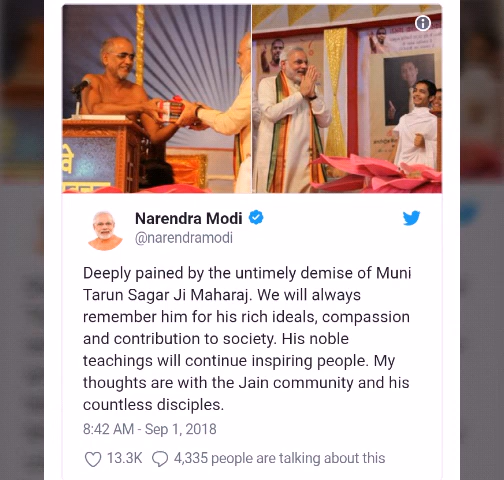 Narendra Modi
@narendramodi
Deeply pained by the untimely demise of Muni
Tarun Sagar Ji Maharaj. We will always
remember him for his rich ideals, compassion
and contribution to society. His noble
teachings will continue inspiring people. My
thoughts are with the Jain community and his
countless disciples.
8:42 AM - Sep 1, 2018
13.3K 4,335 people are talking about this